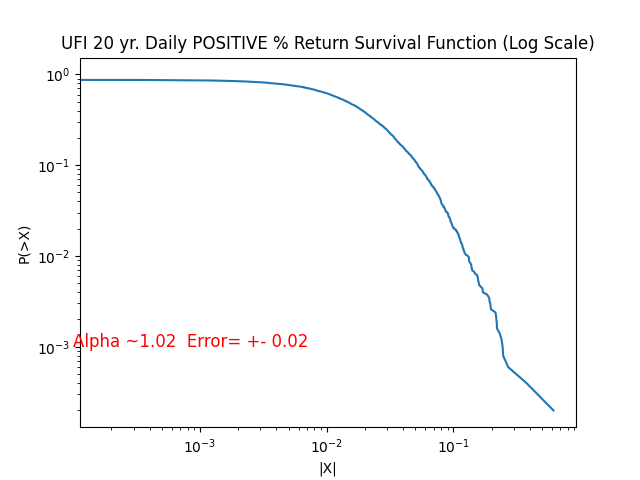 UFI 20 yr. Daily POSITIVE % Return Survival Function (Log Scale)
10^0
10^-1
10^-2
10^-3
P(>X)
Alpha ~1.02  Error= +- 0.02
10^-3 10^-2 10^-1
|X|